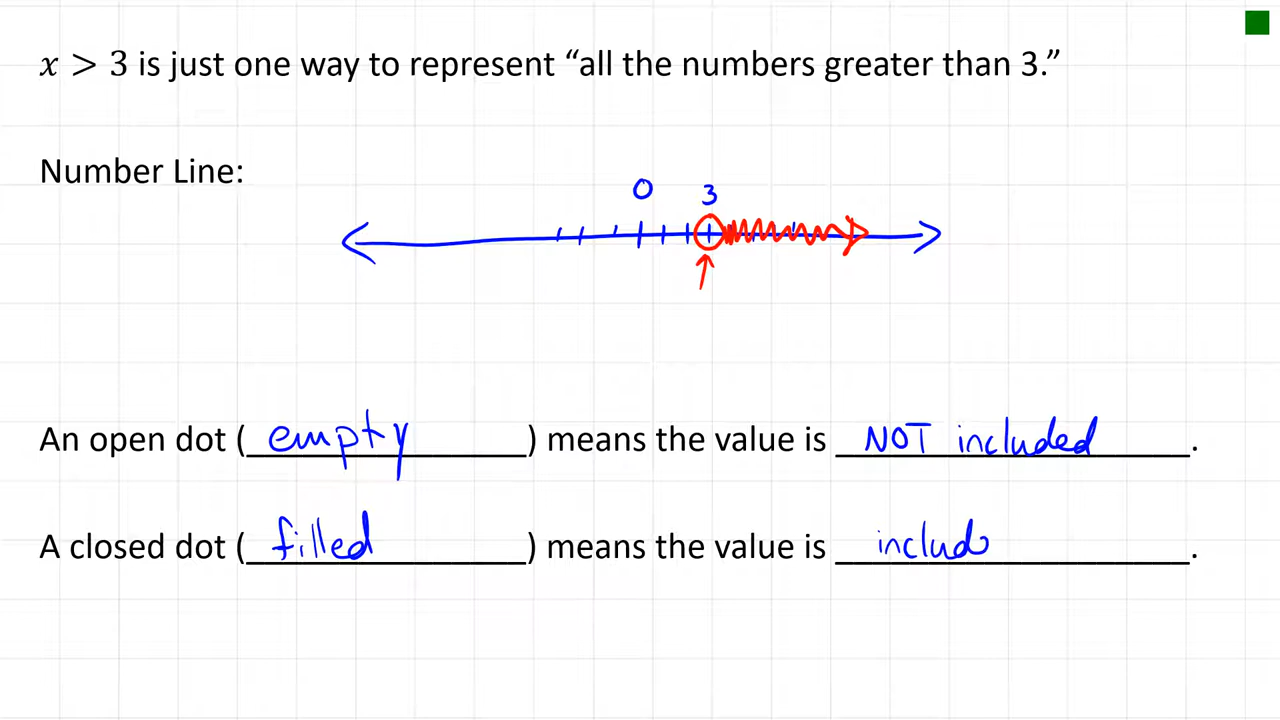 x > 3 is just one way to represent “all the numbers greater than 3.”
Number Line:
0 3
An open dot (empty) means the value is NOT included.
A closed dot (filled) means the value is includ.